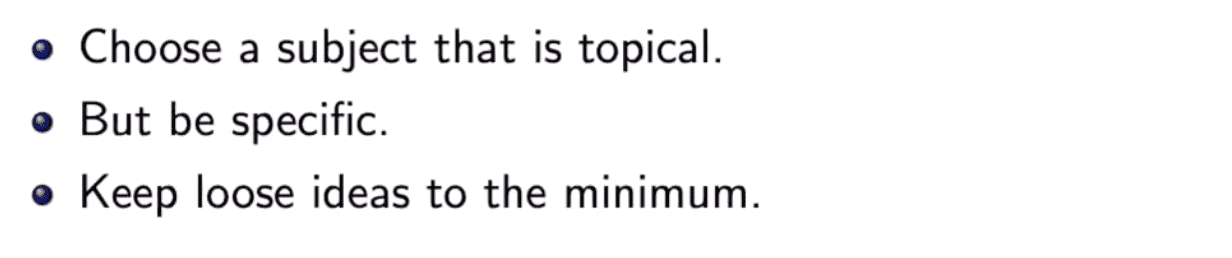 • Choose a subject that is topical.
• But be specific.
• Keep loose ideas to the minimum.